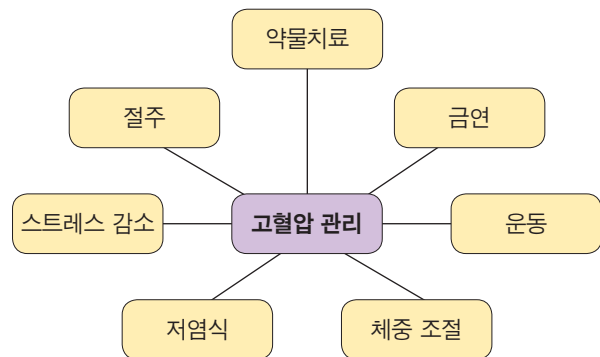 약물치료
절주
금연
스트레스 감소
고혈압 관리
운동
저염식
체중 조절